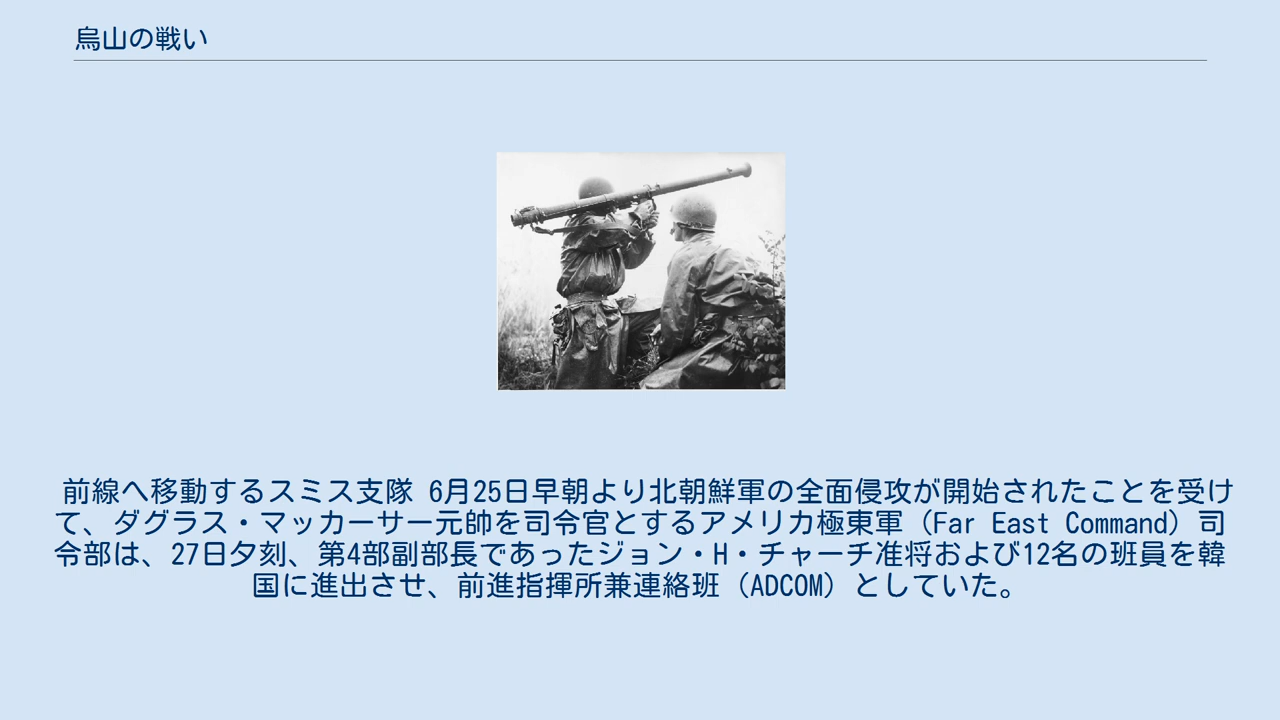 烏山の戦い
前線へ移動するスミス支隊 6月25日早朝より北朝鮮軍の全面侵攻が開始されたことを受け
て、ダグラス・マッカーサー元帥を司令官とするアメリカ極東軍（Far East Command）司
令部は、27日夕刻、第4部副部長であったジョン・H・チャーチ准将および12名の班員を韓
国に進出させ、前進指揮所兼連絡班（ADCOM）としていた。